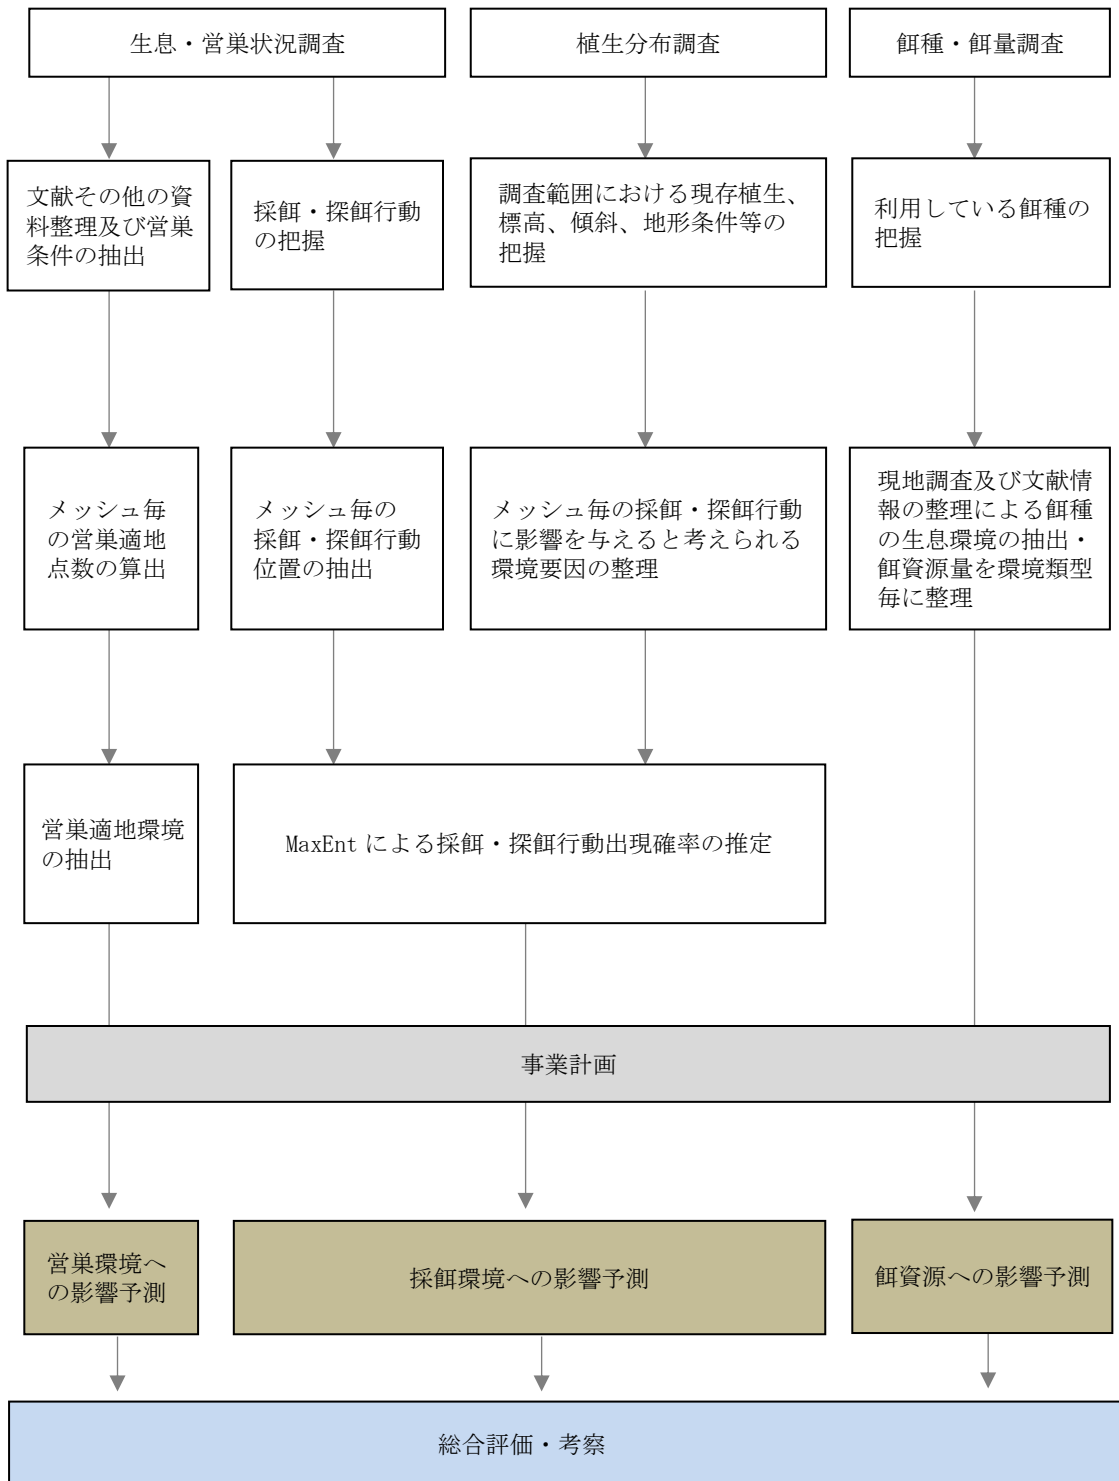 生息・営巣状況調査
植生分布調査
餌種・餌量調査
文献その他の資
料整理及び営巣
条件の抽出
採餌・探餌行動
の把握
調査範囲における現存植生、
標高、傾斜、地形条件等の
把握
利用している餌種の
把握
メッシュ毎
の営巣適地
点数の算出
メッシュ毎の
採餌・探餌行動
位置の抽出
メッシュ毎の採餌・探餌行動
に影響を与えると考えられる
環境要因の整理
現地調査及び文献情
報の整理による餌種
の生息環境の抽出・
餌資源量を環境類型
毎に整理
営巣適地環境
の抽出
MaxEnt による採餌・探餌行動出現確率の推定
事業計画
営巣環境へ
の影響予測
採餌環境への影響予測
餌資源への影響予測
総合評価・考察